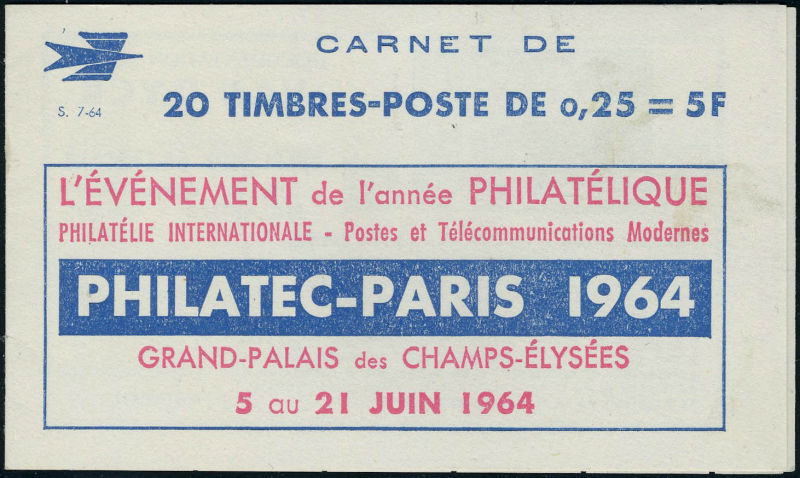 CARNET DE
S. 7-64
20 TIMBRES-POSTE DE 0,25 = 5F
L'ÉVÉNEMENT de l'année PHILATÉLIQUE
PHILATÉLIE INTERNATIONALE - Postes et Télécommunications Modernes
PHILATEC-PARIS 1964
GRAND-PALAIS des CHAMPS-ÉLYSÉES
5 au 21 JUIN 1964